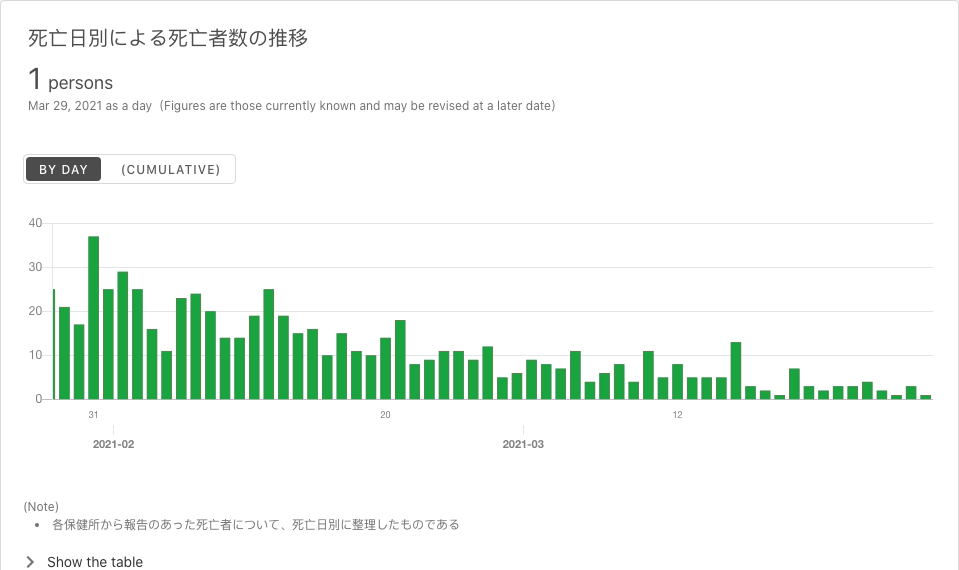 死亡日別による死亡者数の推移
1 persons
Mar 29, 2021 as a day（Figures are those currently known and may be revised at a later date）
BY DAY (CUMULATIVE)
40
30
20
10
0
31 20 12
2021-02 2021-03
(Note)
• 各保健所から報告のあった死亡者について、死亡日別に整理したものである
Show the table